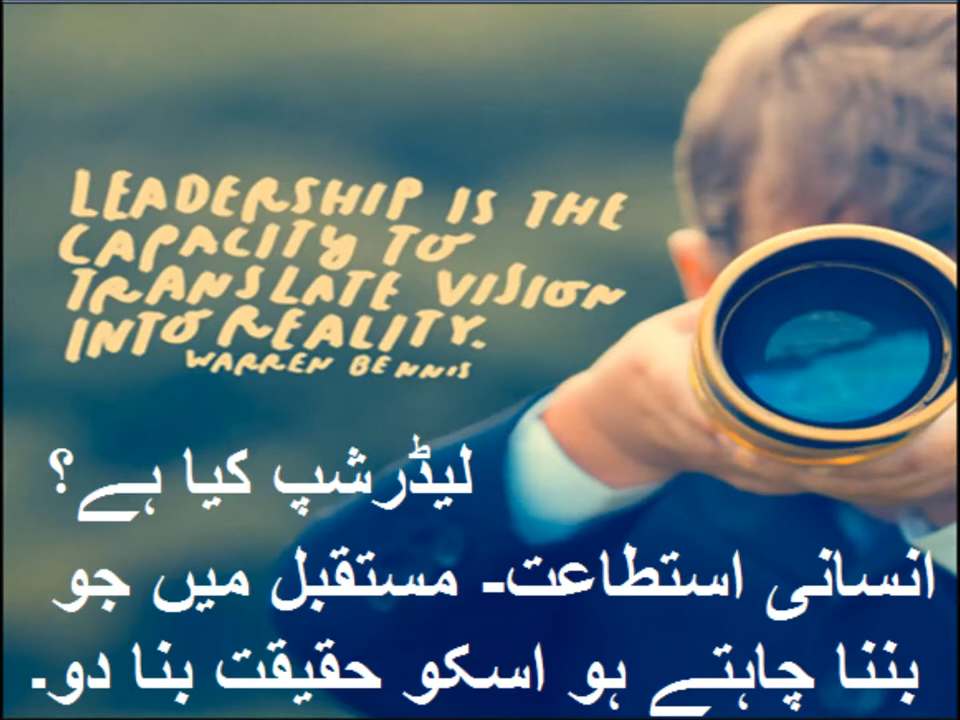 LEADERSHIP IS THE
CAPACITY TO
TRANSLATE VISION
INTO REALITY.
WARREN BENNIS
لیڈرشپ کیا ہے؟
انسانی استطاعت۔ مستقبل میں جو
بننا چاہتے ہو اسکو حقیقت بنا دو۔